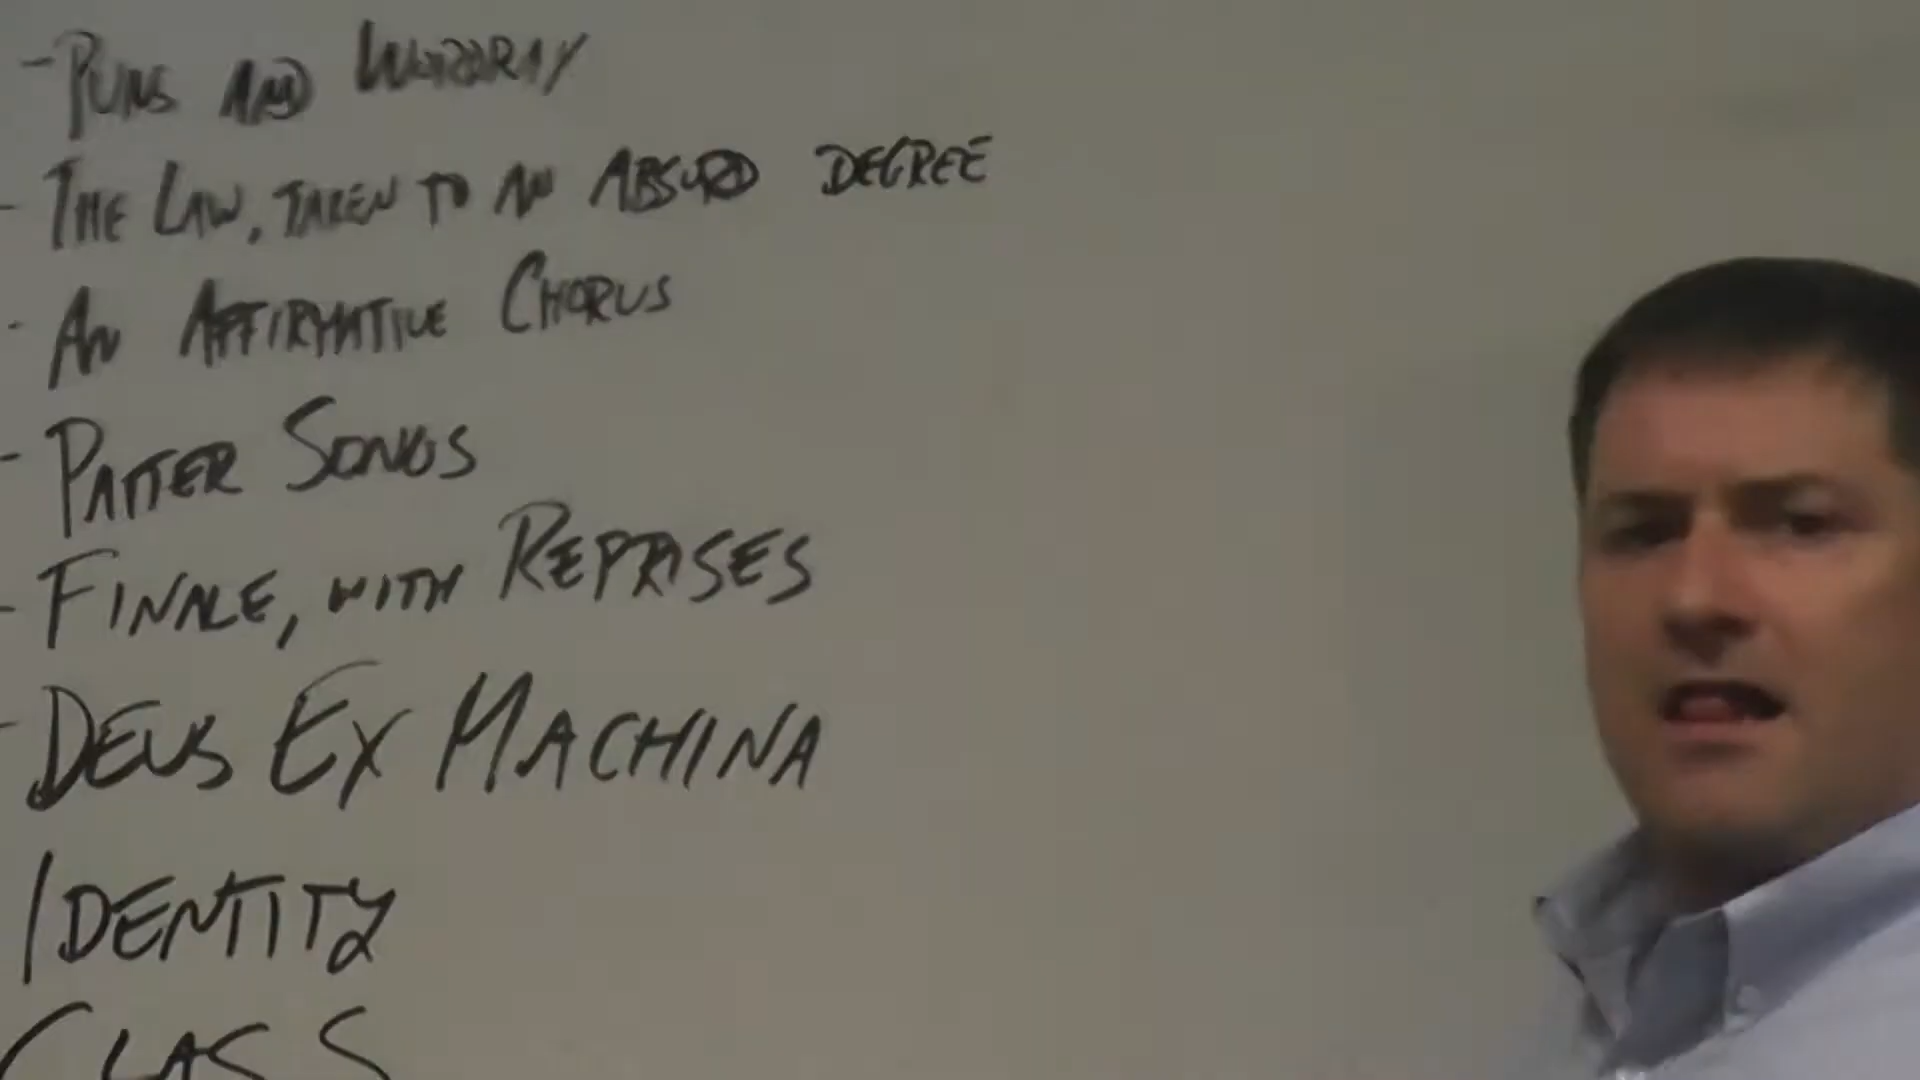 - PUNS AND WORDPLAY
- THE LAW, TAKEN TO AN ABSURD DEGREE
- AN AFFIRMATIVE CHORUS
- PATTER SONGS
- FINALE, WITH REPRISES
- DEUS EX MACHINA
IDENTITY
CLASS